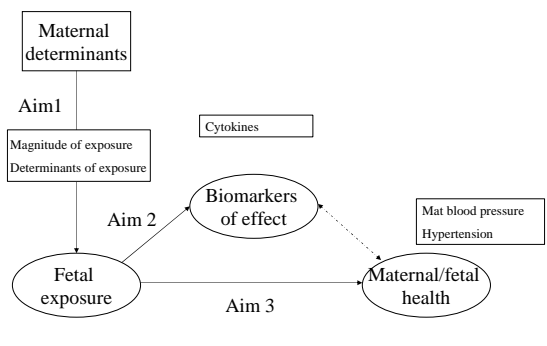 Maternal
determinants
Aim1
Magnitude of exposure
Determinants of exposure
Cytokines
Biomarkers
of effect
Aim 2
Mat blood pressure
Hypertension
Fetal
exposure
Maternal/fetal
health
Aim 3